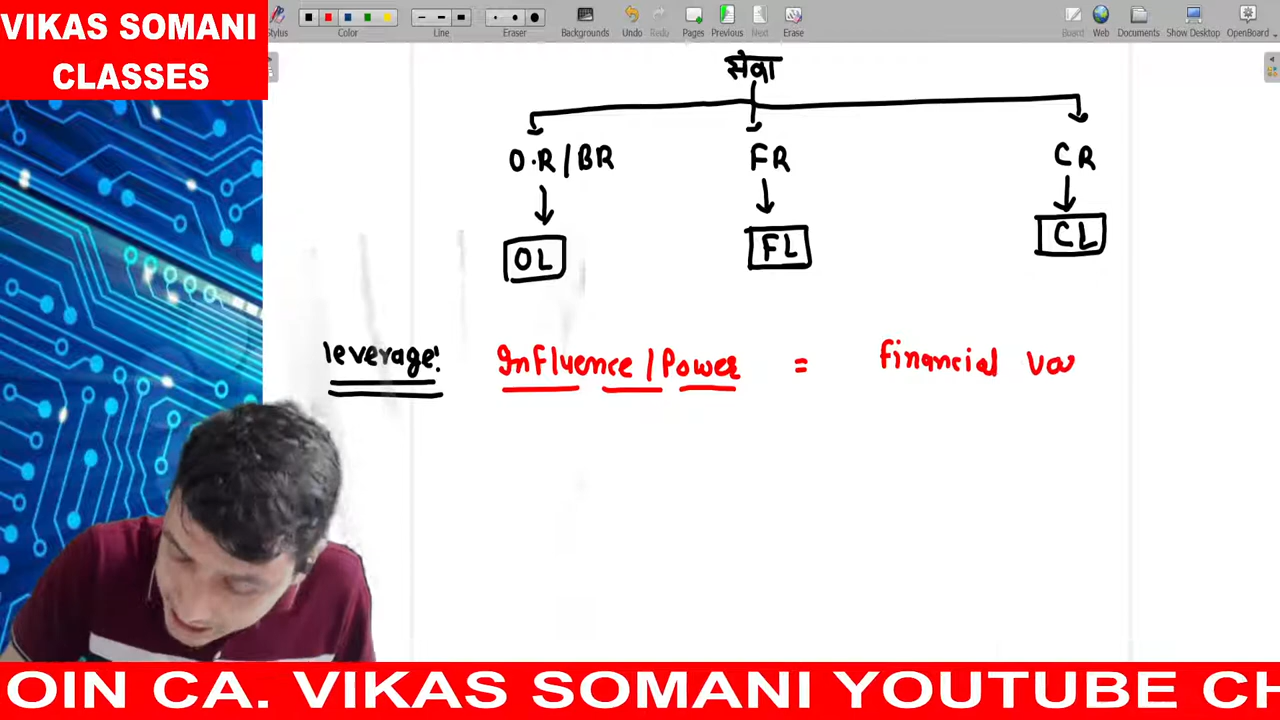 VIKAS SOMANI
CLASSES
Stylus
Color
Line
Eraser
Backgrounds
Undo
Redo
Pages
Previous
Next
Erase
Board
Web
Documents
Show Desktop
OpenBoard
सेवा
O.R/BR FR CR
OL FL CL
leverage: Influence/Power = financial va
OIN CA. VIKAS SOMANI YOUTUBE CH